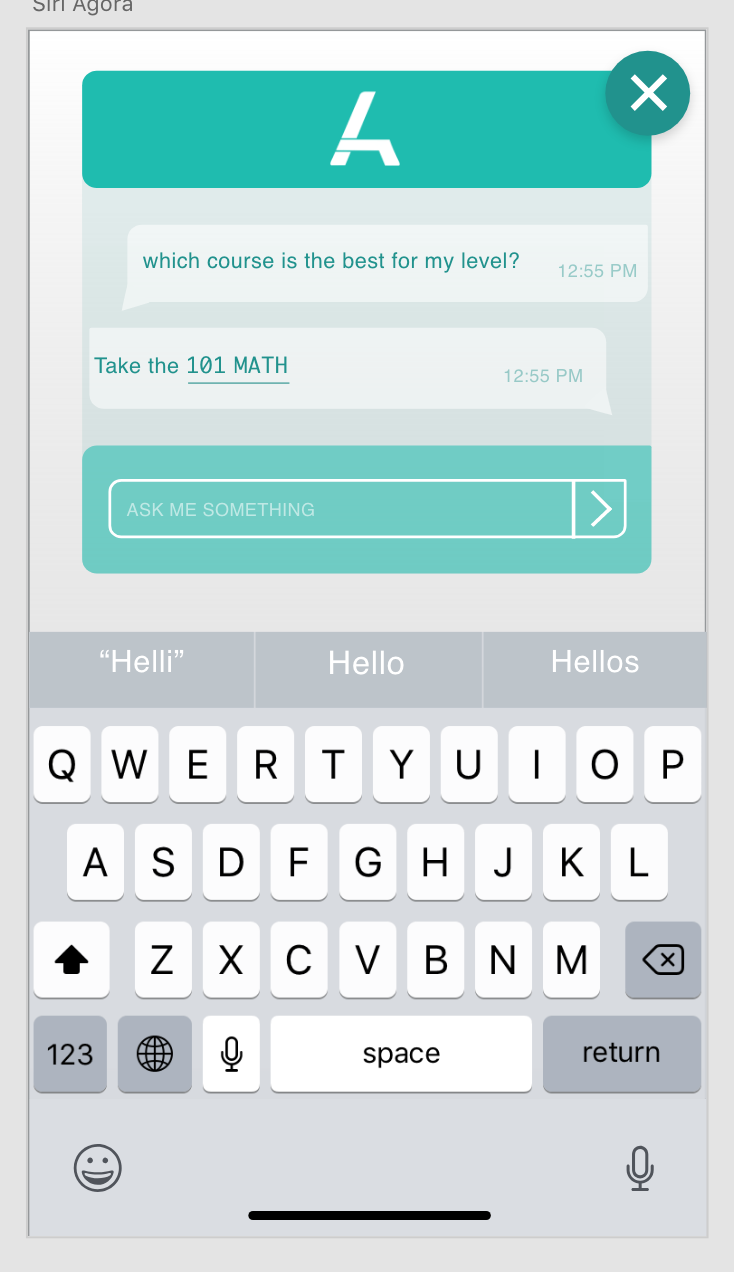 Siri Agora
which course is the best for my level?
12:55 PM
Take the 101 MATH
12:55 PM
ASK ME SOMETHING
“Helli” Hello Hellos
Q W E R T Y U I O P
A S D F G H J K L
Z X C V B N M
123 space return